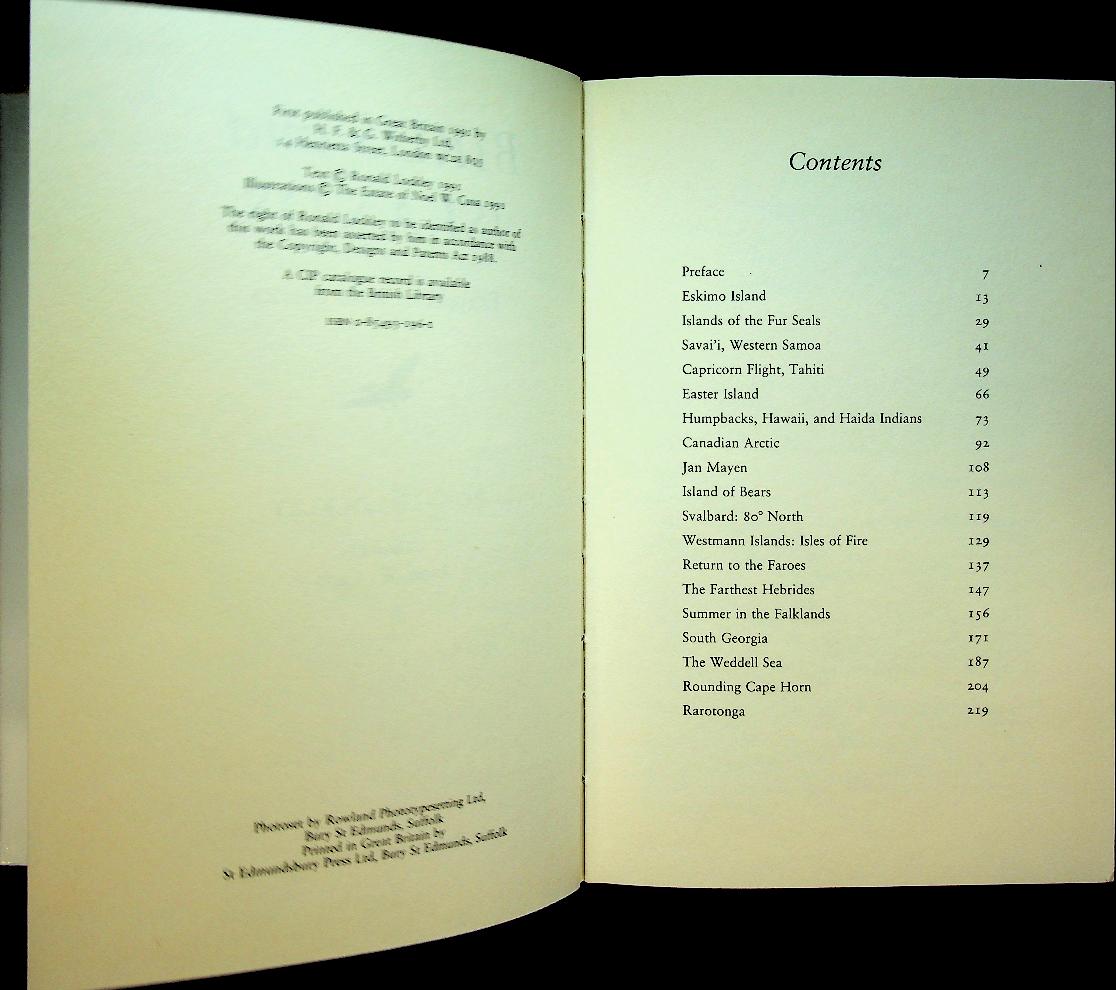 First published in Great Britain 1991 by
H. F. & G. Witherby Ltd,
14 Henrietta Street, London
Text © Ronald Lockley 1991
Illustrations © The Estate of Noel W. Cusa 1991
The right of Ronald Lockley to be identified as author of
this work has been asserted by him in accordance with
the Copyright, Designs and Patents Act 1988.
A CIP catalogue record is available
from the British Library
ISBN
Photoset by Rowland Phototypesetting Ltd,
Bury St Edmunds, Suffolk
Printed in Great Britain by
St Edmundsbury Press Ltd, Bury St Edmunds, Suffolk
Contents
Preface 7
Eskimo Island 13
Islands of the Fur Seals 29
Savai'i, Western Samoa 41
Capricorn Flight, Tahiti 49
Easter Island 66
Humpbacks, Hawaii, and Haida Indians 73
Canadian Arctic 92
Jan Mayen 108
Island of Bears 113
Svalbard: 80° North 119
Westmann Islands: Isles of Fire 129
Return to the Faroes 137
The Farthest Hebrides 147
Summer in the Falklands 156
South Georgia 171
The Weddell Sea 187
Rounding Cape Horn 204
Rarotonga 219